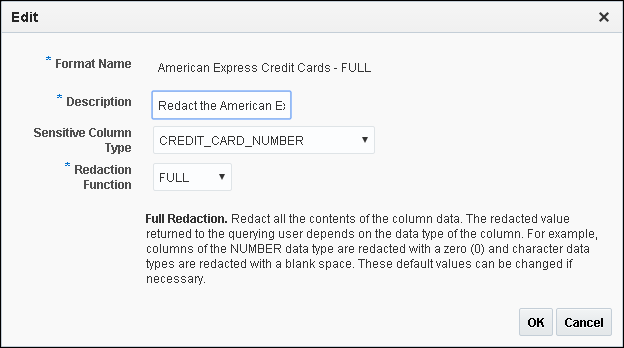 Edit
* Format Name American Express Credit Cards - FULL
* Description Redact the American Ex
Sensitive Column Type CREDIT_CARD_NUMBER
* Redaction Function FULL
Full Redaction. Redact all the contents of the column data. The redacted value
returned to the querying user depends on the data type of the column. For example,
columns of the NUMBER data type are redacted with a zero (0) and character data
types are redacted with a blank space. These default values can be changed if
necessary.
OK Cancel